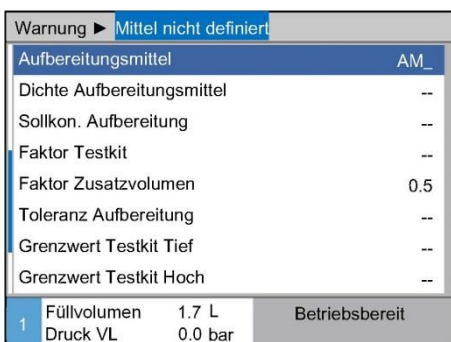 Warnung ► Mittel nicht definiert
Aufbereitungsmittel AM_
Dichte Aufbereitungsmittel --
Sollkon. Aufbereitung --
Faktor Testkit --
Faktor Zusatzvolumen 0.5
Toleranz Aufbereitung --
Grenzwert Testkit Tief --
Grenzwert Testkit Hoch --
1 Füllvolumen 1.7 L Betriebsbereit
Druck VL 0.0 bar